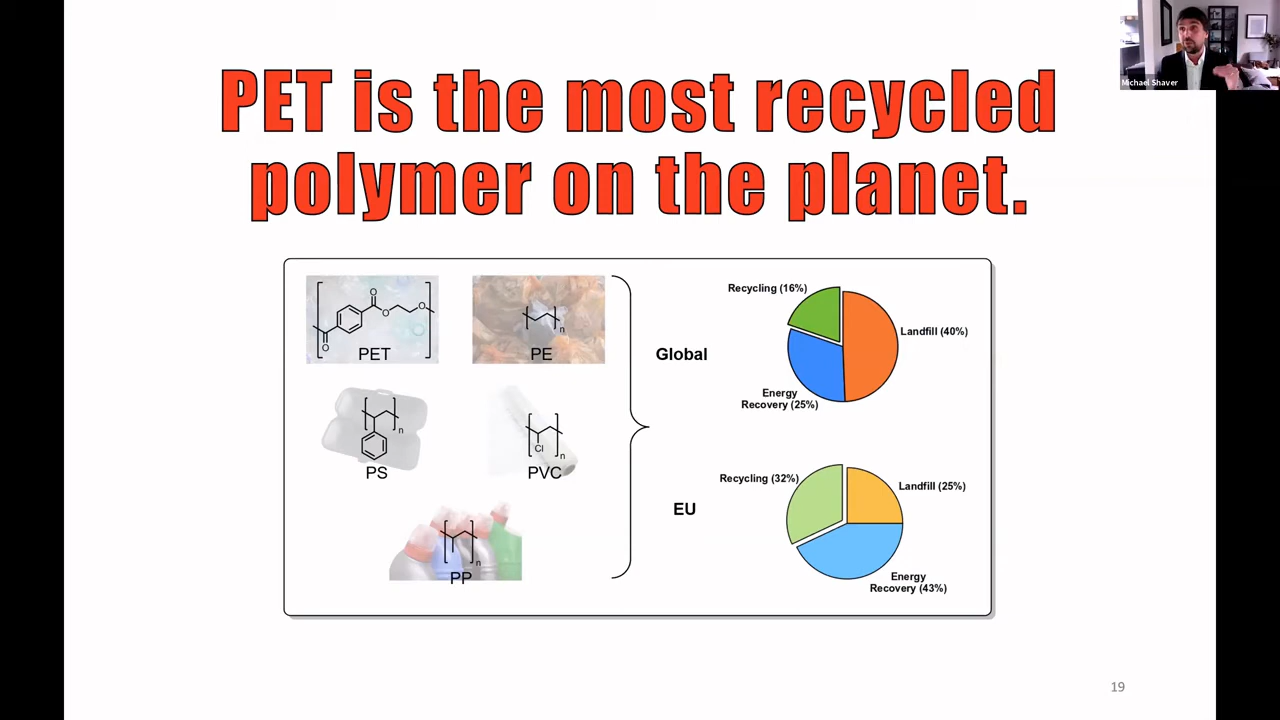 Michael Shaver
PET is the most recycled
polymer on the planet.
O
O
O
O
PET
n
PE
n
PS
Cl
n
PVC
n
PP
Global
Recycling (16%)
Landfill (40%)
Energy
Recovery (25%)
EU
Recycling (32%)
Landfill (25%)
Energy
Recovery (43%)
19